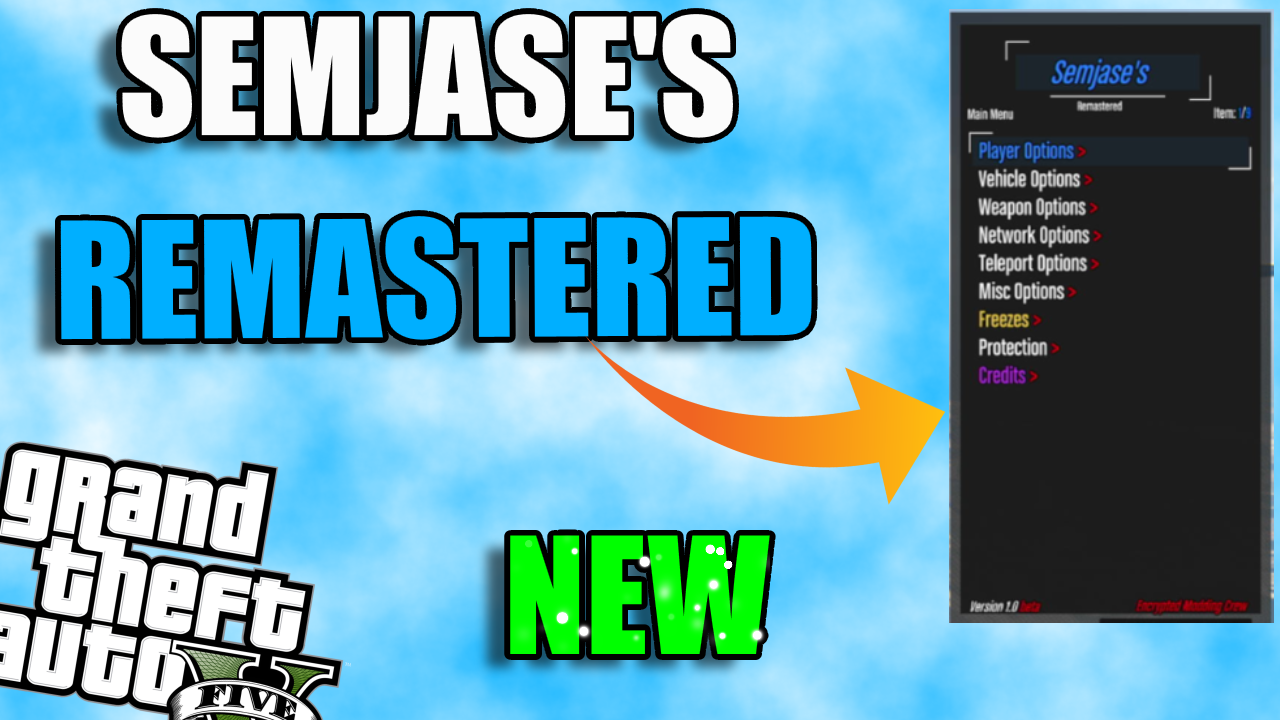 SEMJASE'S
REMASTERED
NEW
grand
theft
auto
V
FIVE
Semjase's
Remastered
Main Menu
Item: 1/9
Player Options >
Vehicle Options >
Weapon Options >
Network Options >
Teleport Options >
Misc Options >
Freezes >
Protection >
Credits >
Version 1.0 beta
Encrypted Modding Crew